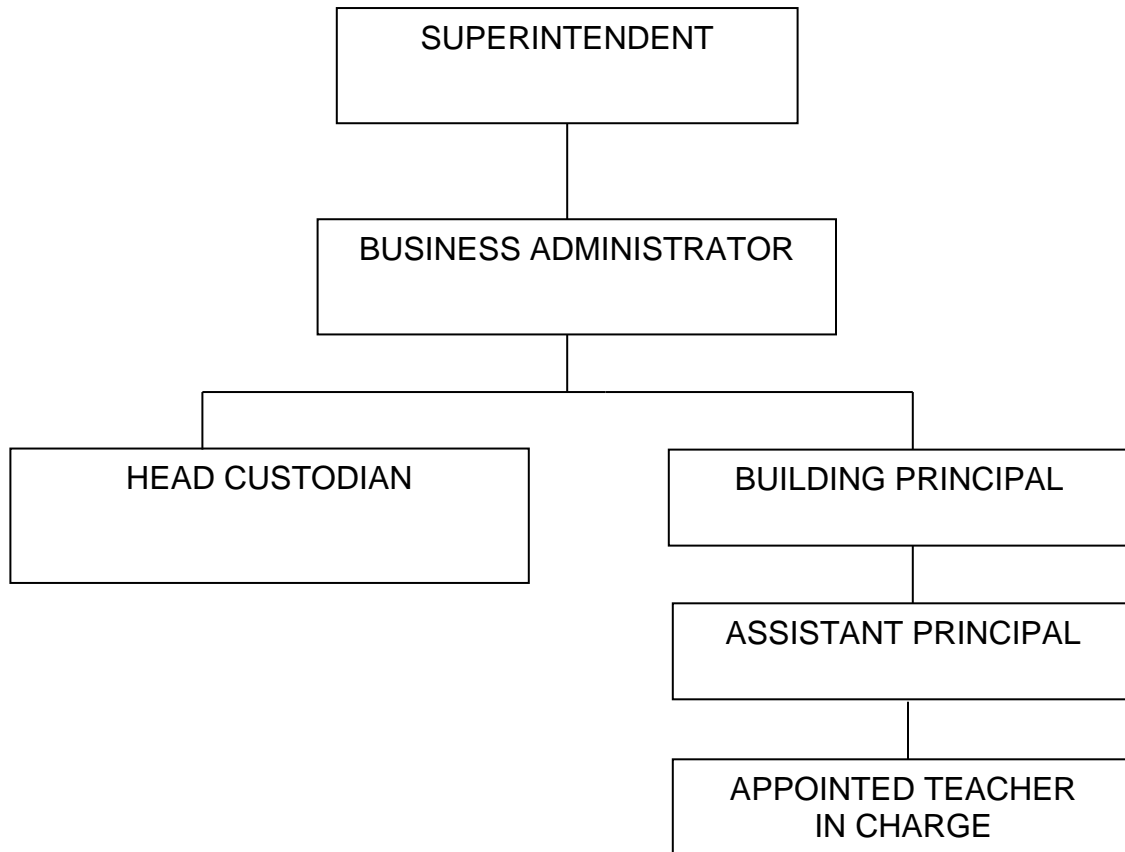 SUPERINTENDENT
BUSINESS ADMINISTRATOR
HEAD CUSTODIAN
BUILDING PRINCIPAL
ASSISTANT PRINCIPAL
APPOINTED TEACHER
IN CHARGE